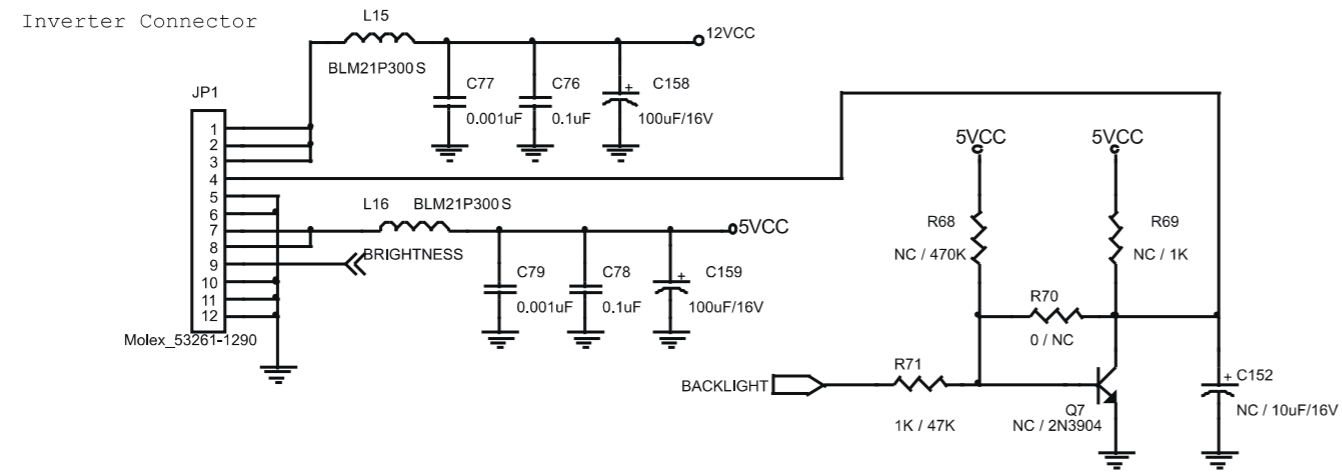 Inverter Connector
L15
BLM21P300S
12VCC
C77
0.001uF
C76
0.1uF
C158
+
100uF/16V
JP1
1
2
3
4
5
6
7
8
9
10
11
12
Molex_53261-1290
L16
BLM21P300S
5VCC
BRIGHTNESS
C79
0.001uF
C78
0.1uF
C159
+
100uF/16V
5VCC
5VCC
R68
NC / 470K
R69
NC / 1K
R70
0 / NC
BACKLIGHT
R71
1K / 47K
Q7
NC / 2N3904
+
C152
NC / 10uF/16V